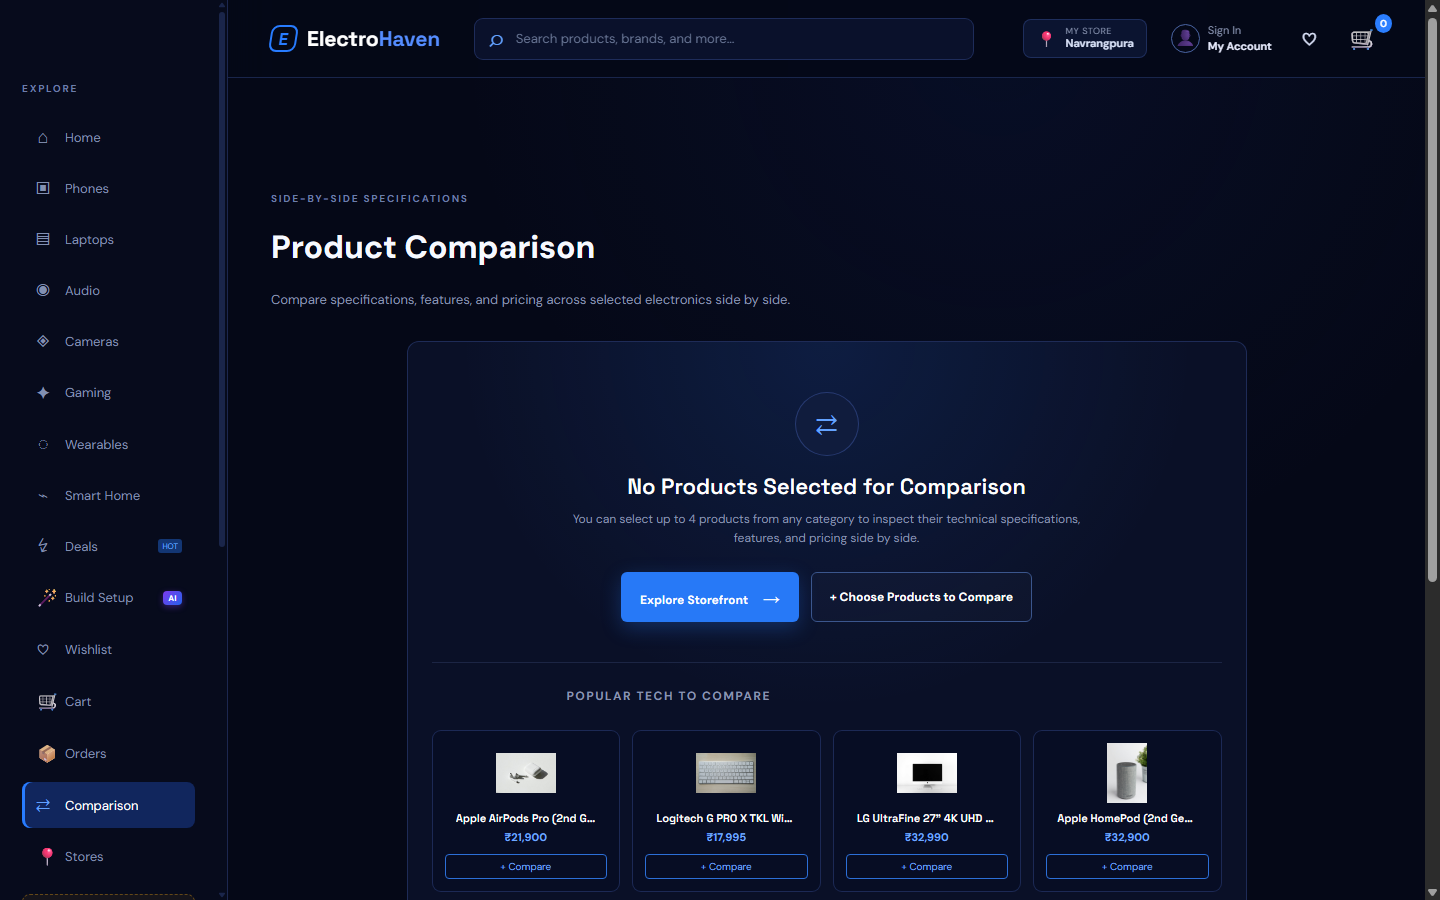 EXPLORE
Home
Phones
Laptops
Audio
Cameras
Gaming
Wearables
Smart Home
Deals HOT
Build Setup AI
Wishlist
Cart
Orders
Comparison
Stores
E ElectroHaven
Search products, brands, and more...
MY STORE
Navrangpura
Sign In
My Account
0
SIDE-BY-SIDE SPECIFICATIONS
Product Comparison
Compare specifications, features, and pricing across selected electronics side by side.
No Products Selected for Comparison
You can select up to 4 products from any category to inspect their technical specifications,
features, and pricing side by side.
Explore Storefront →
+ Choose Products to Compare
POPULAR TECH TO COMPARE
Apple AirPods Pro (2nd G...
₹21,900
+ Compare
Logitech G PRO X TKL Wi...
₹17,995
+ Compare
LG UltraFine 27" 4K UHD ...
₹32,990
+ Compare
Apple HomePod (2nd Ge...
₹32,900
+ Compare